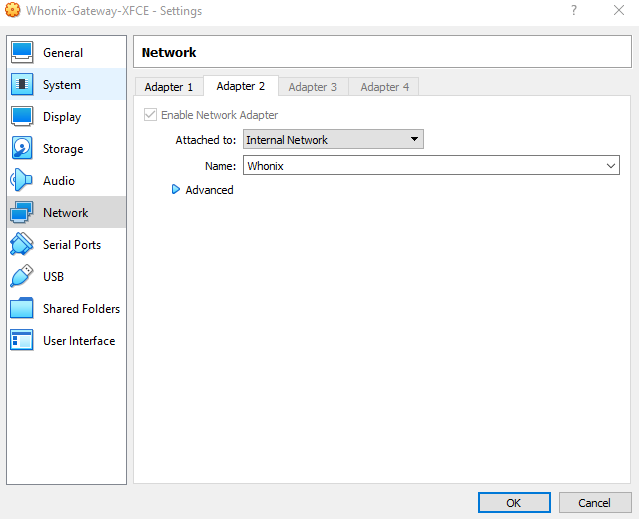 Whonix-Gateway-XFCE - Settings
?
General
System
Display
Storage
Audio
Network
Serial Ports
USB
Shared Folders
User Interface
Network
Adapter 1 Adapter 2 Adapter 3 Adapter 4
Enable Network Adapter
Attached to: Internal Network
Name: Whonix
Advanced
OK Cancel